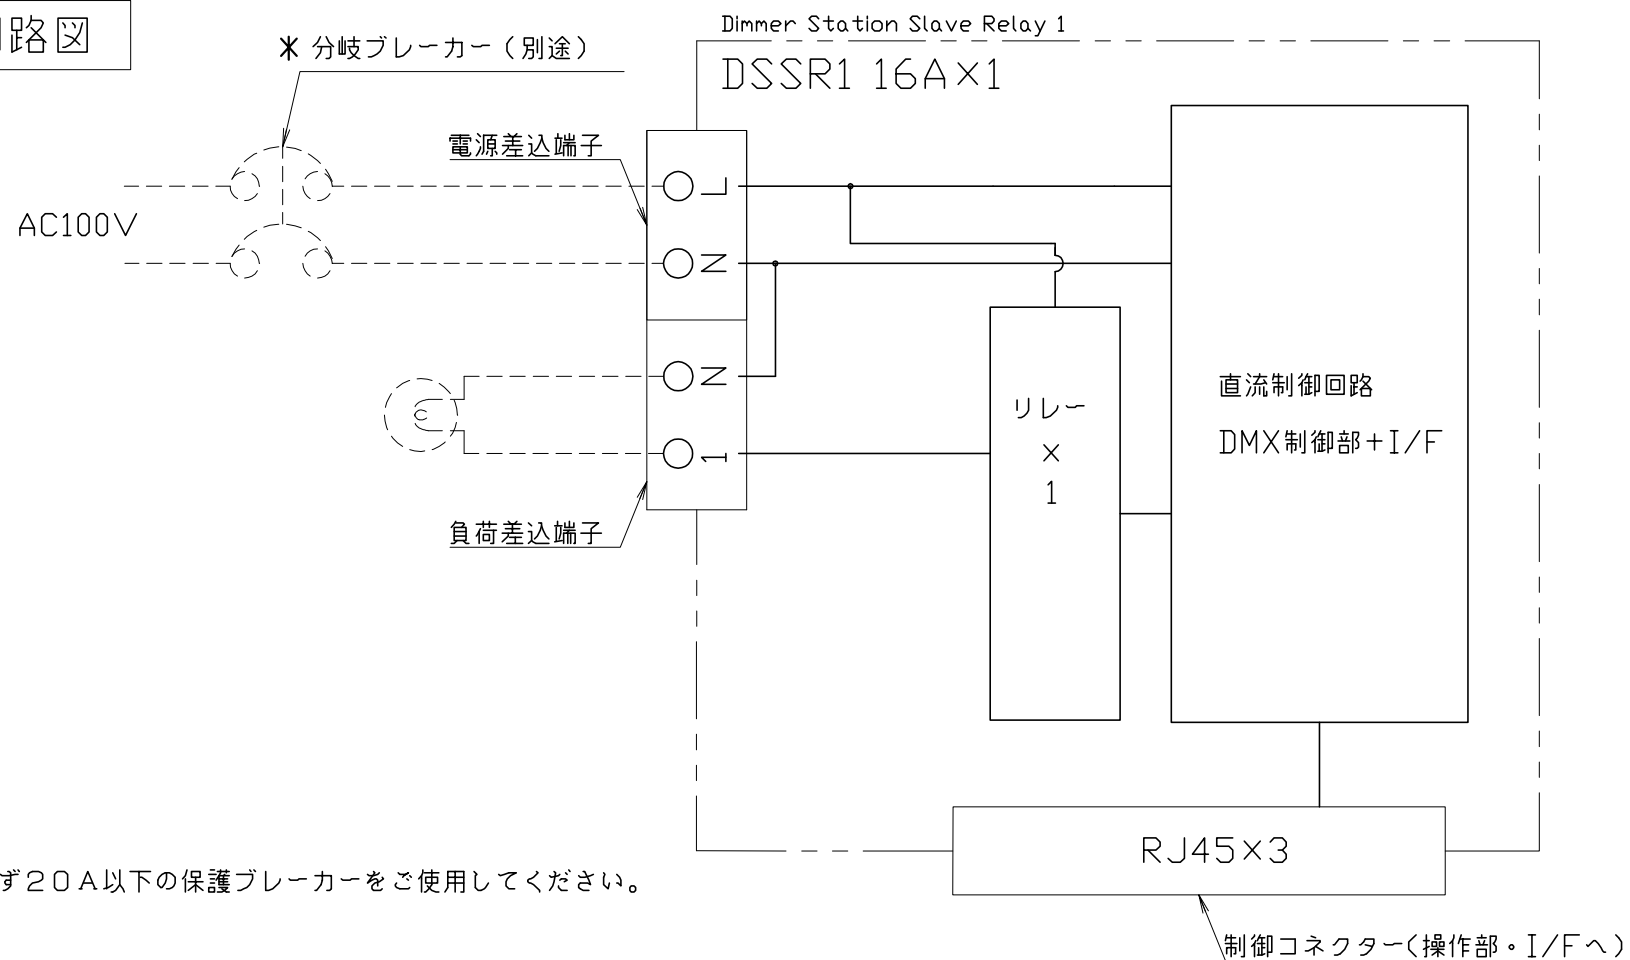 路図
Dimmer Station Slave Relay 1
* 分岐ブレーカー(別途)
DSSR1 16A×1
電源差込端子
L
AC100V
N
N
リレー
×
1
直流制御回路
DMX制御部+I/F
1
負荷差込端子
RJ45×3
ず20A以下の保護ブレーカーをご使用してください。
制御コネクター(操作部・I/Fへ)